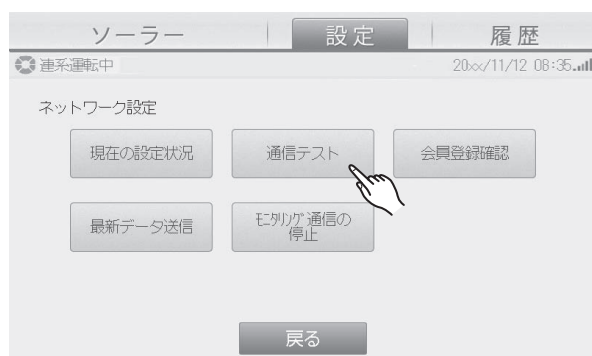 ソーラー 設定 履歴
連系運転中 20xx/11/12 08:35
ネットワーク設定
現在の設定状況 通信テスト 会員登録確認
最新データ送信 モニタリング通信の
停止
戻る